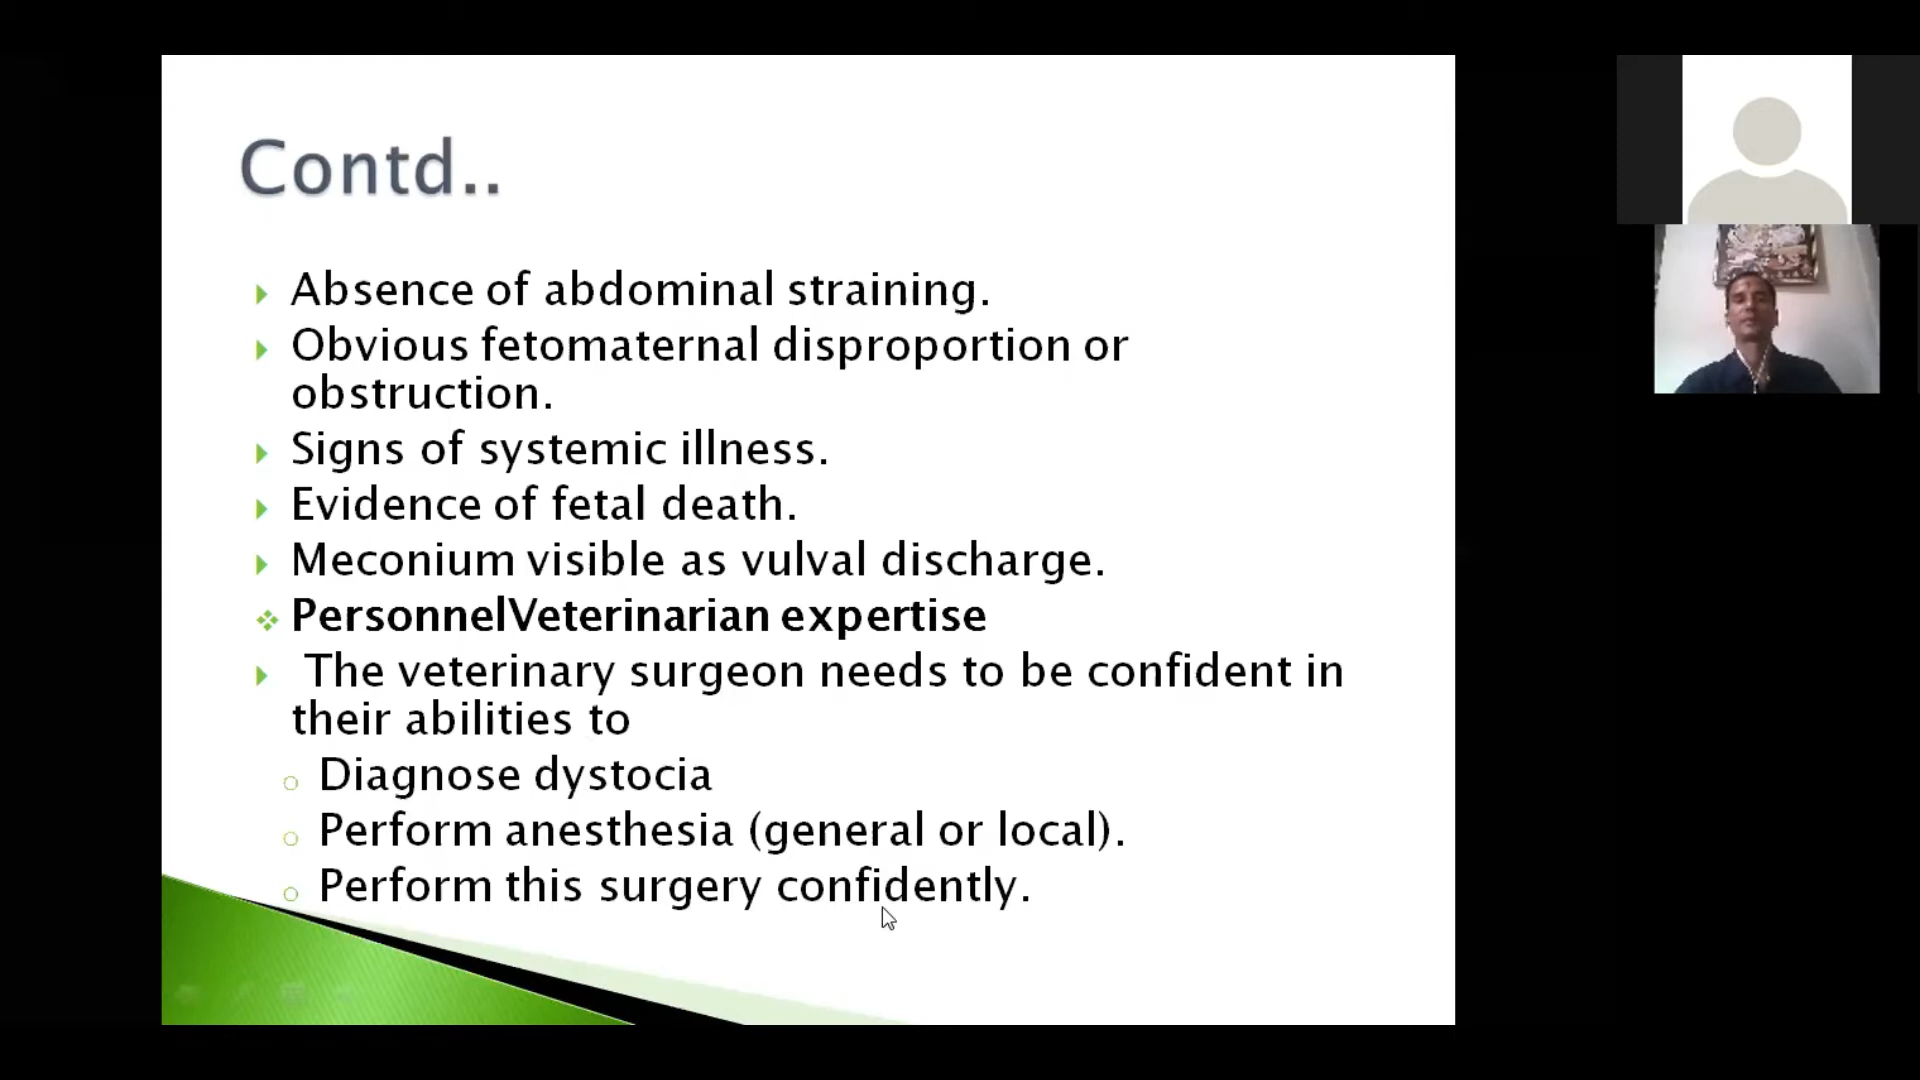 Contd..
Absence of abdominal straining.
Obvious fetomaternal disproportion or
obstruction.
Signs of systemic illness.
Evidence of fetal death.
Meconium visible as vulval discharge.
PersonnelVeterinarian expertise
The veterinary surgeon needs to be confident in
their abilities to
Diagnose dystocia
Perform anesthesia (general or local).
Perform this surgery confidently.